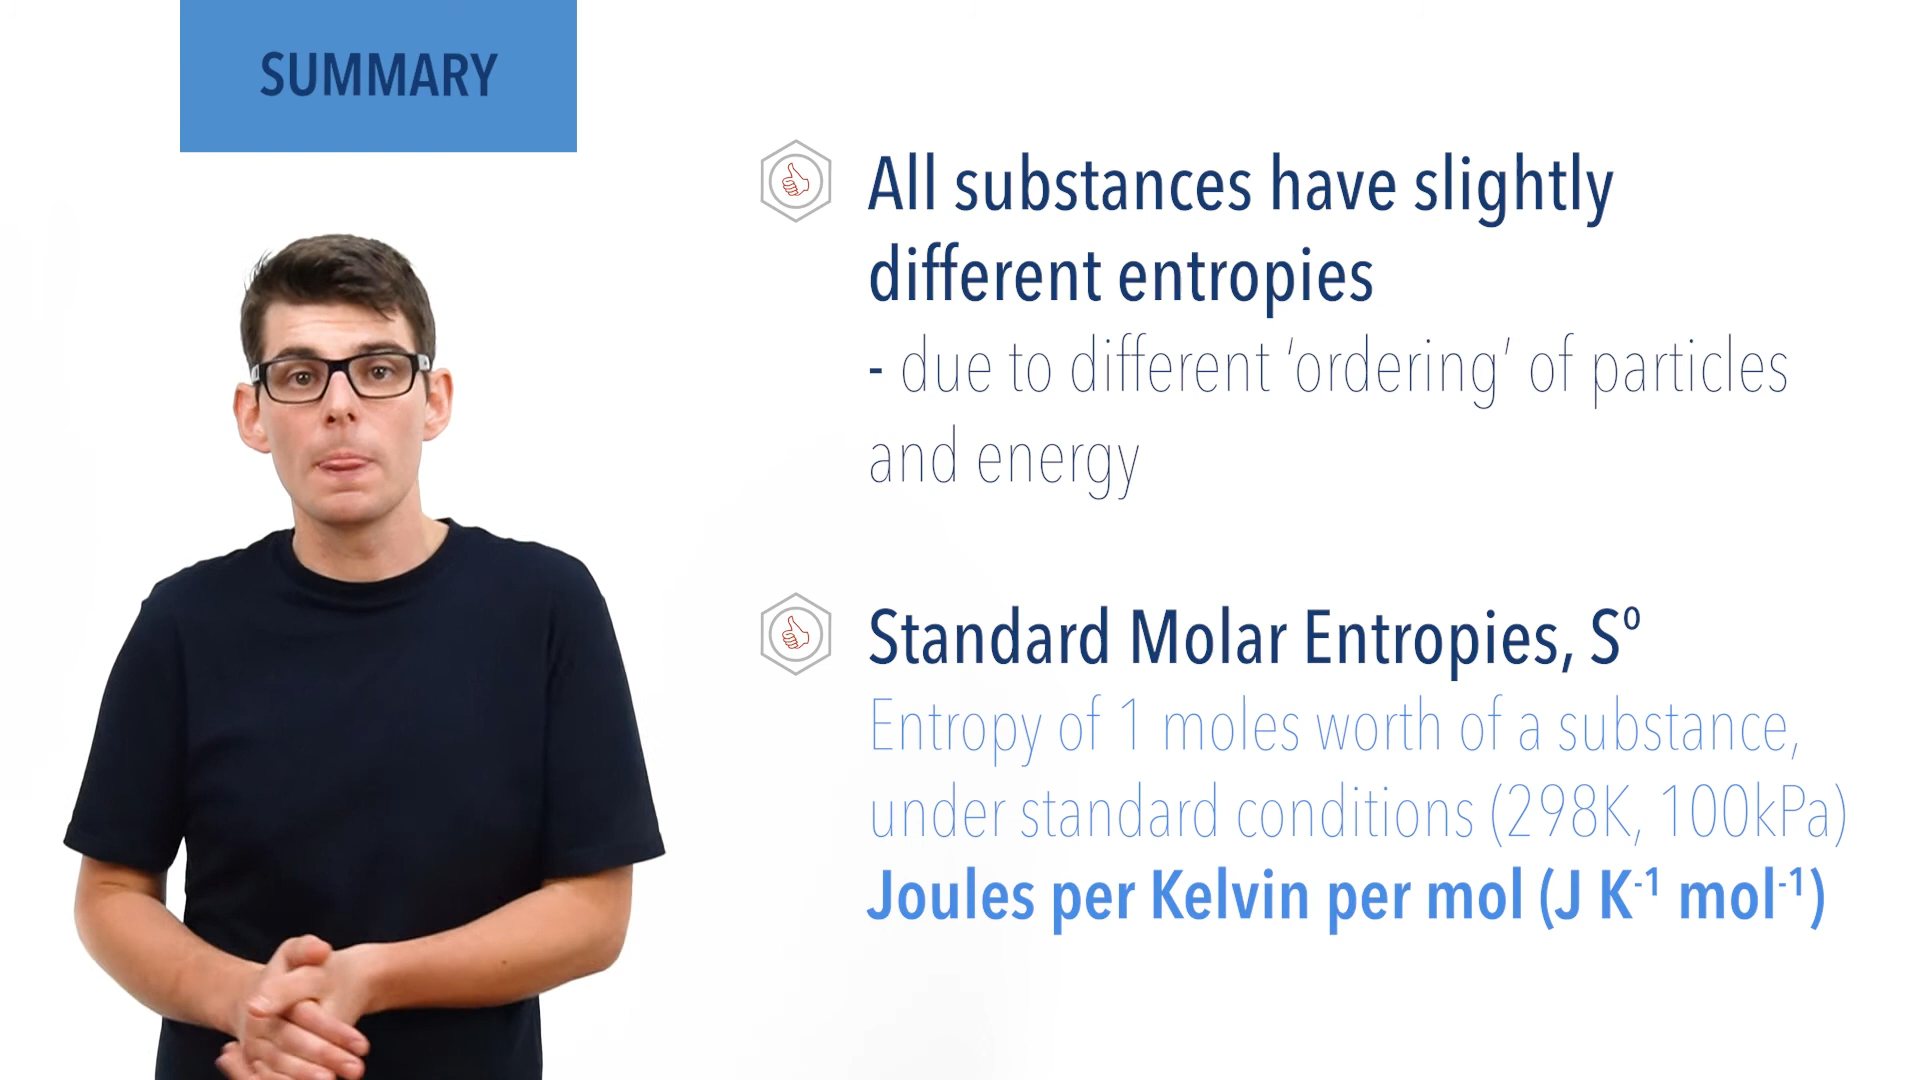 SUMMARY
All substances have slightly
different entropies
- due to different ‘ordering’ of particles
and energy
Standard Molar Entropies, Sº
Entropy of 1 moles worth of a substance,
under standard conditions (298K, 100kPa)
Joules per Kelvin per mol (J K⁻¹ mol⁻¹)